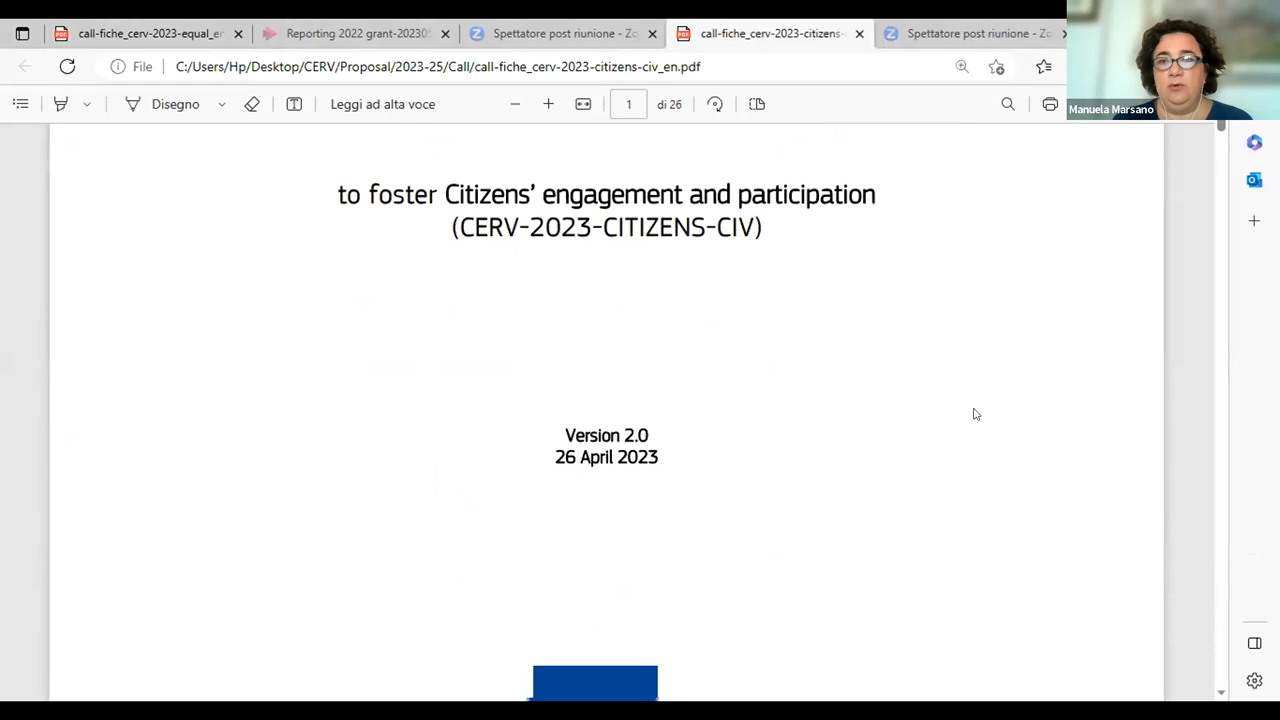 call-fiche_cerv-2023-equal_er
Reporting 2022 grant-202305
Spettatore post riunione - Zo
call-fiche_cerv-2023-citizens-
Spettatore post riunione - Zo
File
C:/Users/Hp/Desktop/CERV/Proposal/2023-25/Call/call-fiche_cerv-2023-citizens-civ_en.pdf
Disegno
Leggi ad alta voce
1
di 26
Manuela Marsano
to foster Citizens’ engagement and participation
(CERV-2023-CITIZENS-CIV)
Version 2.0
26 April 2023